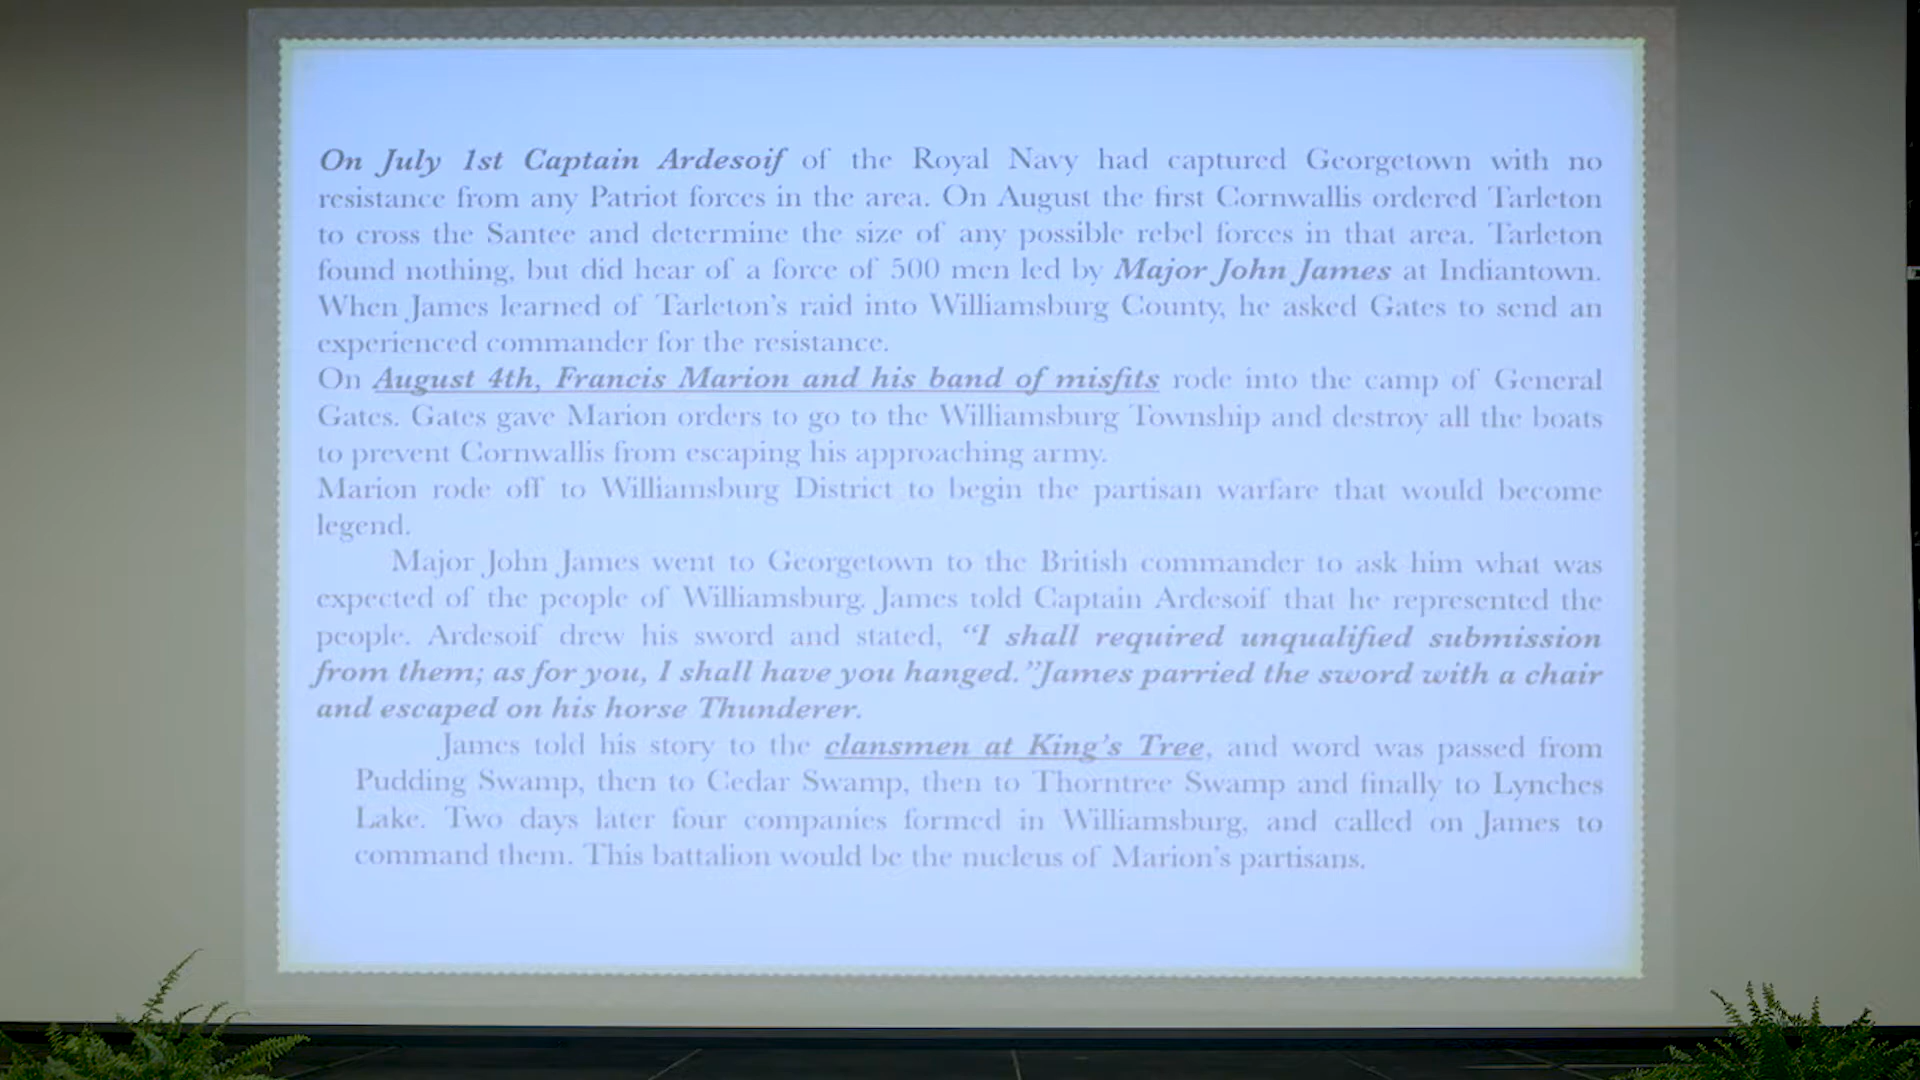 On July 1st Captain Ardesoif of the Royal Navy had captured Georgetown with no
resistance from any Patriot forces in the area. On August the first Cornwallis ordered Tarleton
to cross the Santee and determine the size of any possible rebel forces in that area. Tarleton
found nothing, but did hear of a force of 500 men led by Major John James at Indiantown.
When James learned of Tarleton's raid into Williamsburg County, he asked Gates to send an
experienced commander for the resistance.
On August 4th, Francis Marion and his band of misfits rode into the camp of General
Gates. Gates gave Marion orders to go to the Williamsburg Township and destroy all the boats
to prevent Cornwallis from escaping his approaching army.
Marion rode off to Williamsburg District to begin the partisan warfare that would become
legend.
Major John James went to Georgetown to the British commander to ask him what was
expected of the people of Williamsburg. James told Captain Ardesoif that he represented the
people. Ardesoif drew his sword and stated, "I shall required unqualified submission
from them; as for you, I shall have you hanged."James parried the sword with a chair
and escaped on his horse Thunderer.
James told his story to the clansmen at King's Tree, and word was passed from
Pudding Swamp, then to Cedar Swamp, then to Thorntree Swamp and finally to Lynches
Lake. Two days later four companies formed in Williamsburg, and called on James to
command them. This battalion would be the nucleus of Marion's partisans.